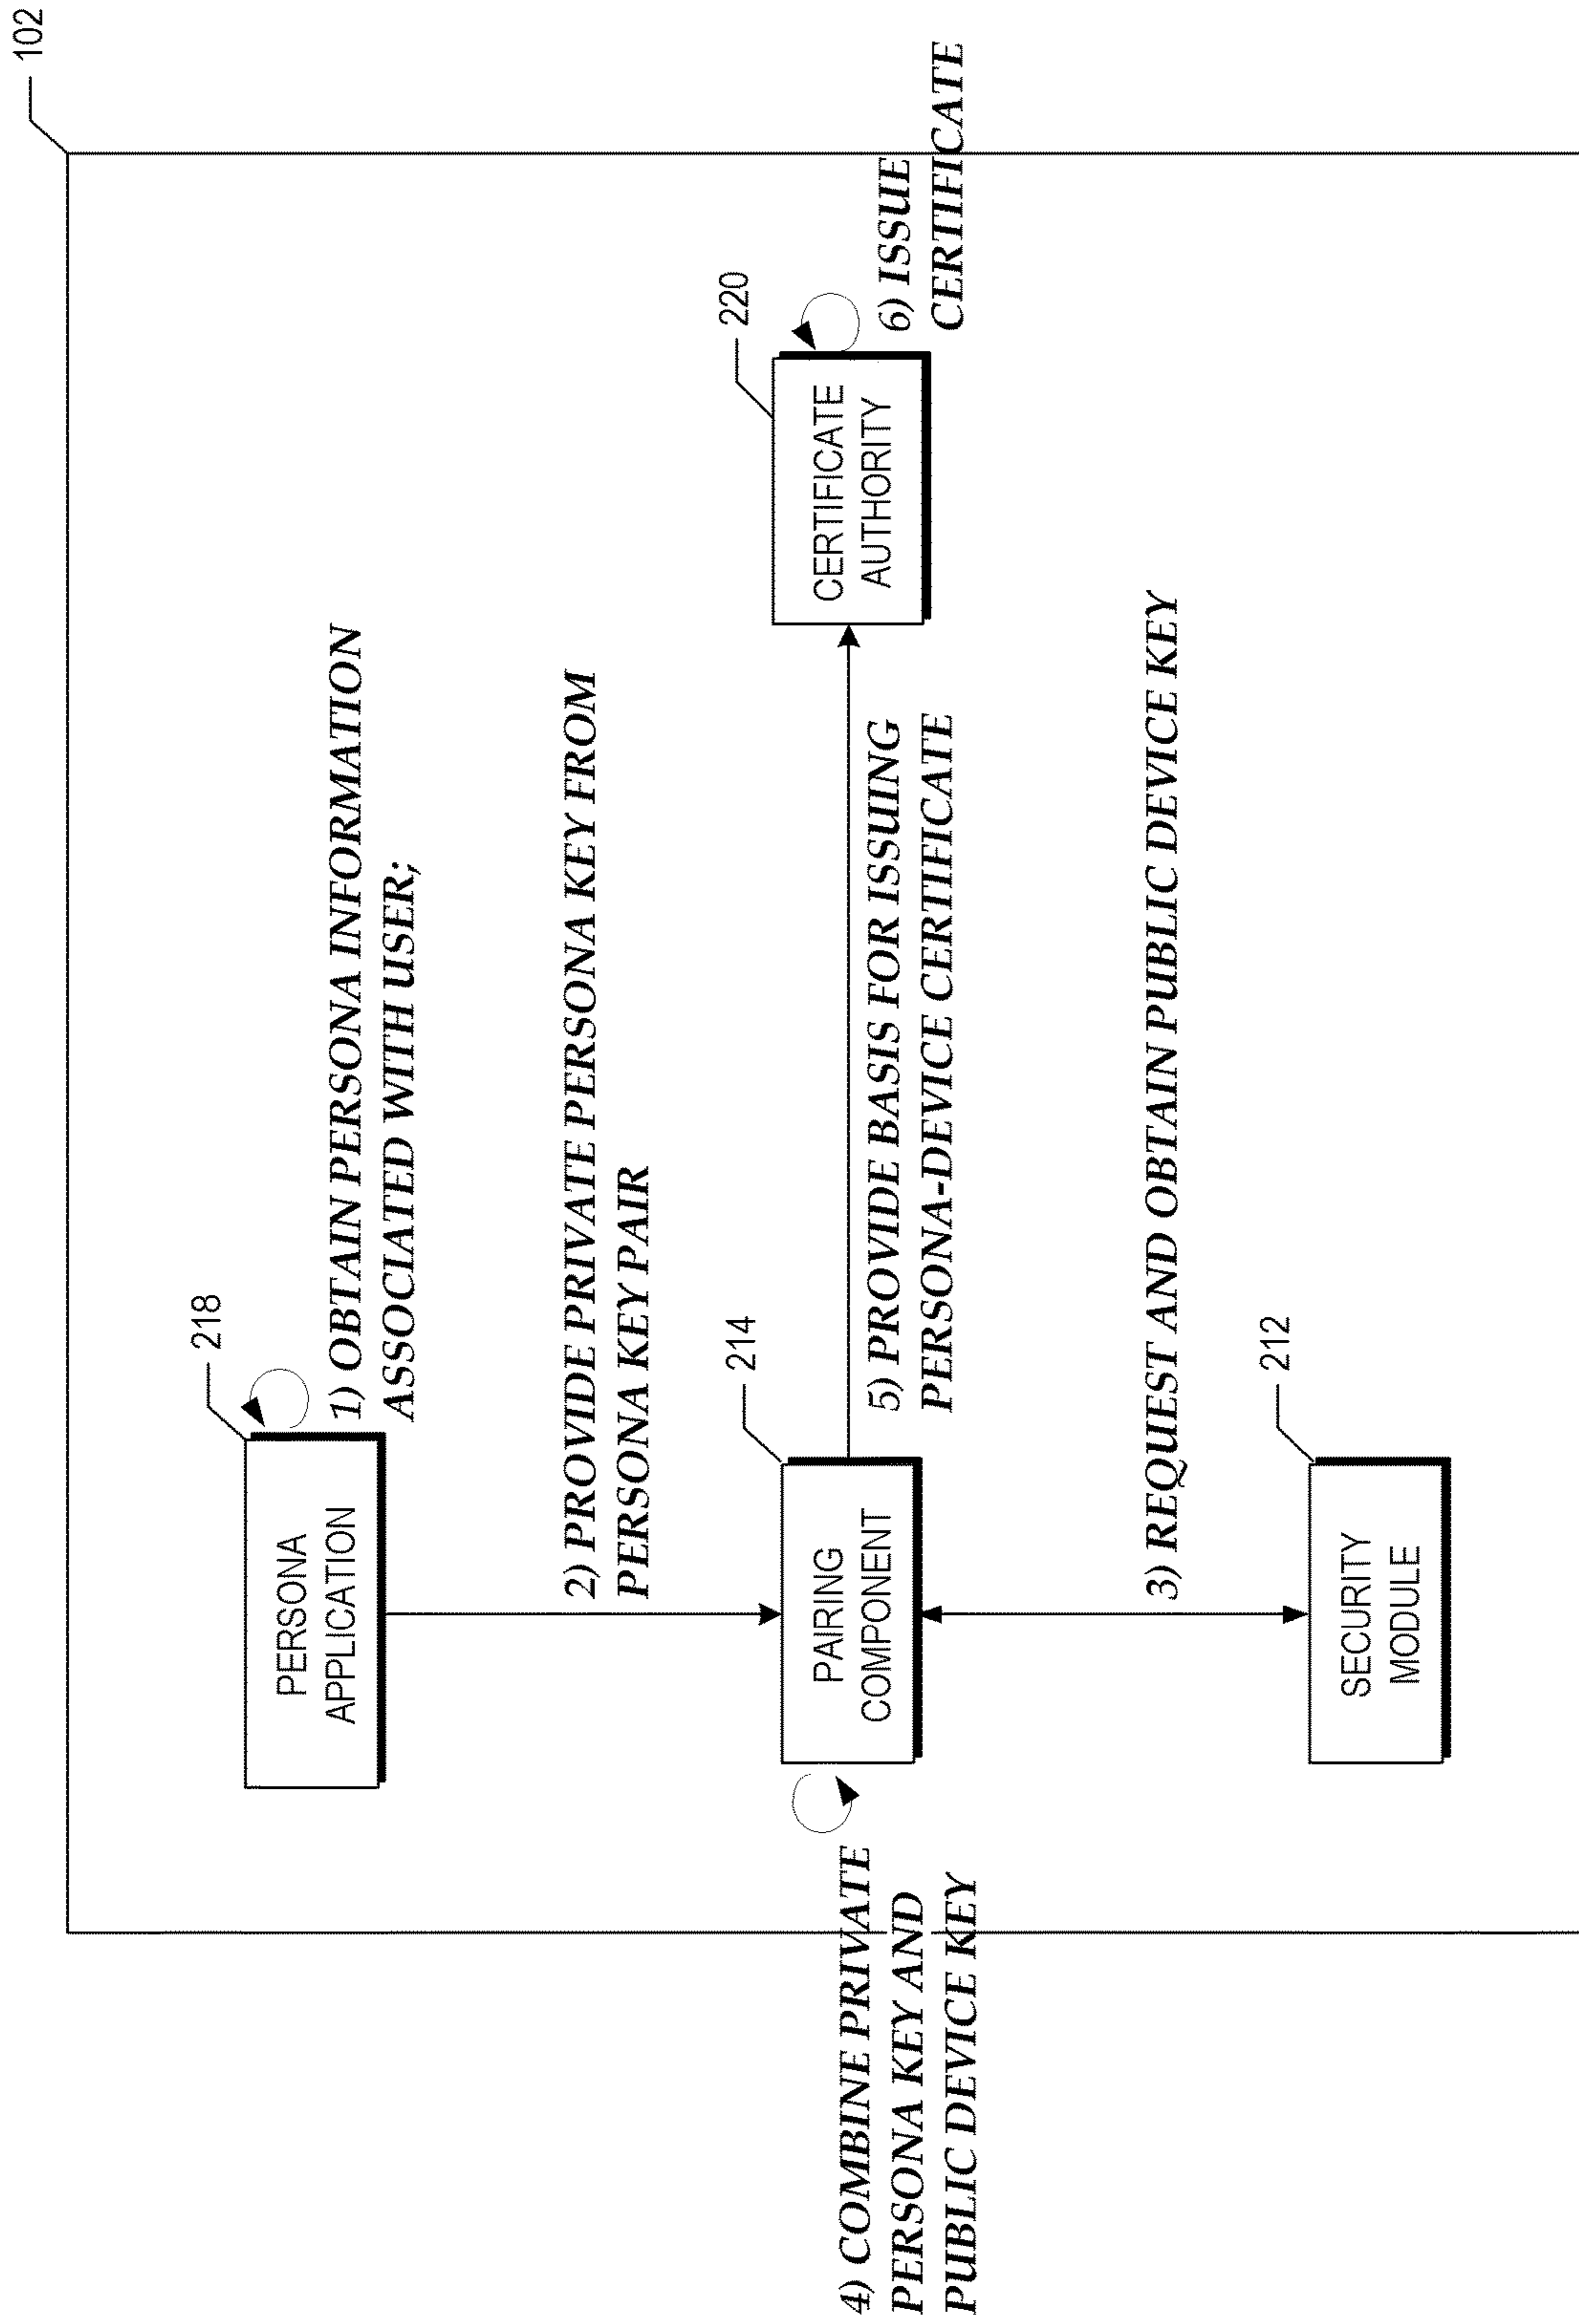 102
218
PERSONA
APPLICATION
1) OBTAIN PERSONA INFORMATION
ASSOCIATED WITH USER;
2) PROVIDE PRIVATE PERSONA KEY FROM
PERSONA KEY PAIR
214
PAIRING
COMPONENT
4) COMBINE PRIVATE
PERSONA KEY AND
PUBLIC DEVICE KEY
5) PROVIDE BASIS FOR ISSUING
PERSONA-DEVICE CERTIFICATE
220
CERTIFICATE
AUTHORITY
6) ISSUE
CERTIFICATE
3) REQUEST AND OBTAIN PUBLIC DEVICE KEY
212
SECURITY
MODULE